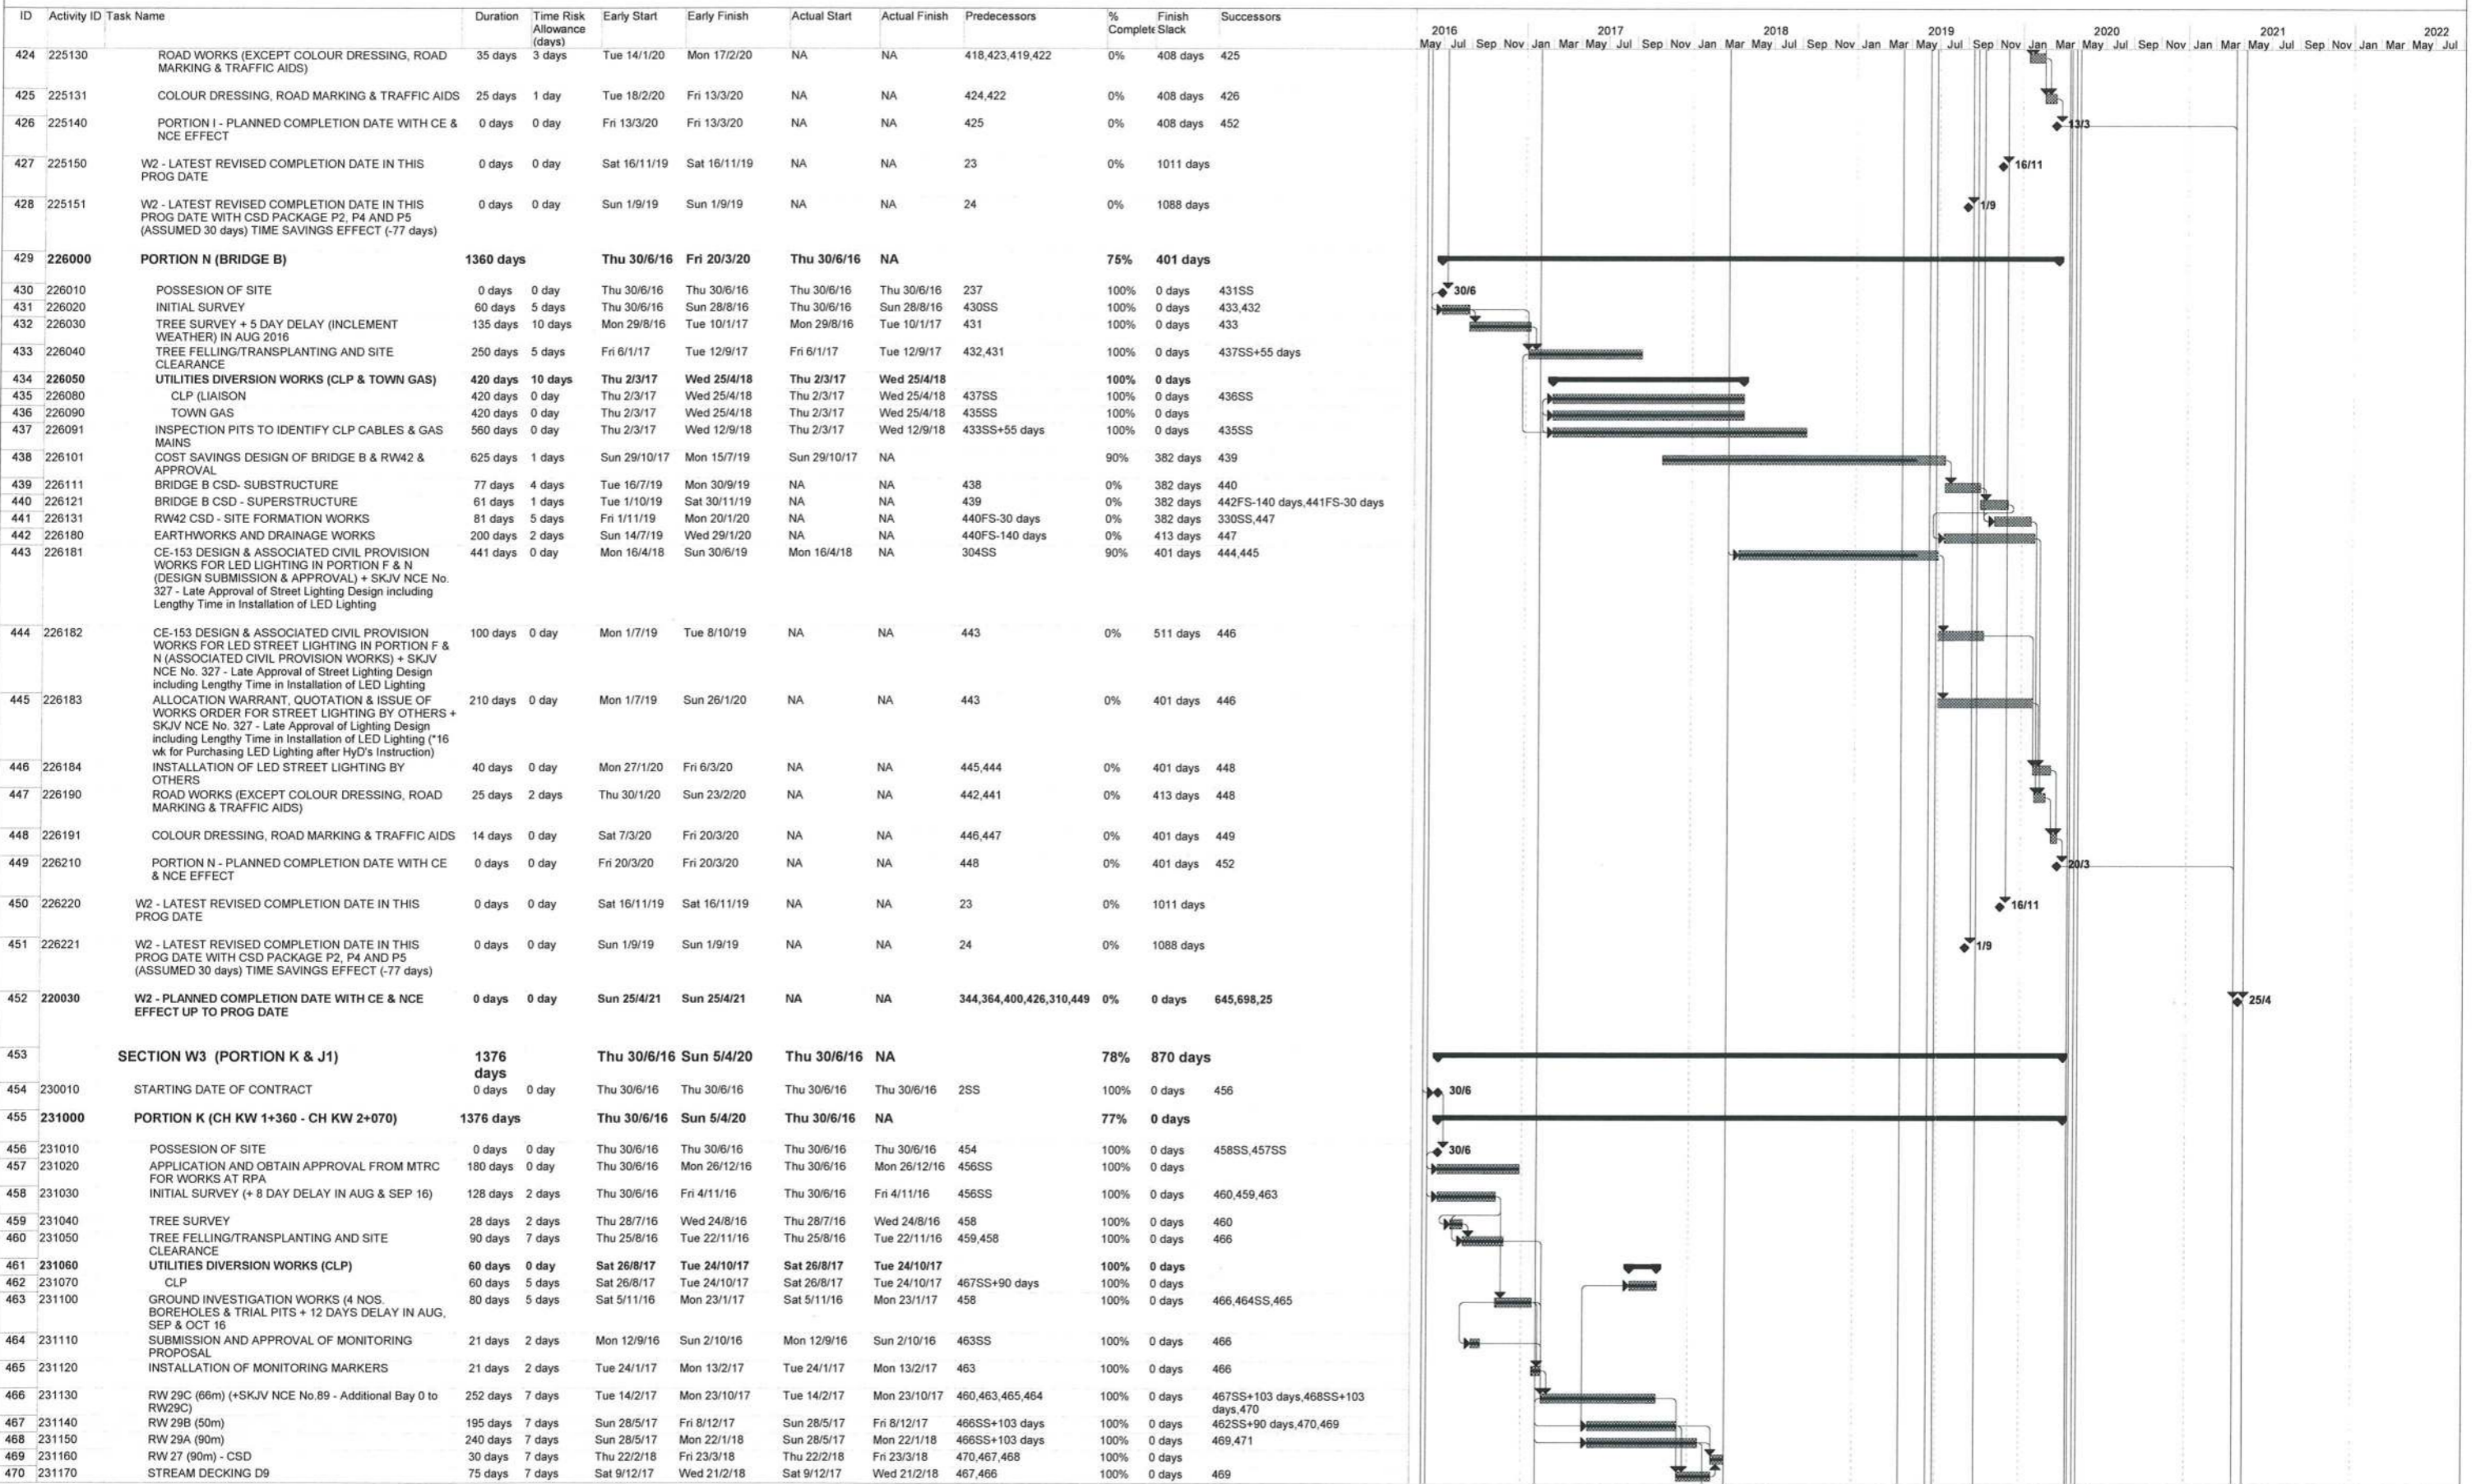 ID Activity ID Task Name Duration Time Risk Early Start Early Finish Actual Start Actual Finish Predecessors % Finish Successors
Allowance Complete Slack
(days)
2016 2017 2018 2019 2020 2021 2022
May Jul Sep Nov Jan Mar May Jul Sep Nov Jan Mar May Jul Sep Nov Jan Mar May Jul Sep Nov Jan Mar May Jul Sep Nov Jan Mar May Jul Sep Nov Jan Mar May Jul
424 225130 ROAD WORKS (EXCEPT COLOUR DRESSING, ROAD 35 days 3 days Tue 14/1/20 Mon 17/2/20 NA NA 418,423,419,422 0% 408 days 425
MARKING & TRAFFIC AIDS)
425 225131 COLOUR DRESSING, ROAD MARKING & TRAFFIC AIDS 25 days 1 day Tue 18/2/20 Fri 13/3/20 NA NA 424,422 0% 408 days 426
426 225140 PORTION I - PLANNED COMPLETION DATE WITH CE & 0 days 0 day Fri 13/3/20 Fri 13/3/20 NA NA 425 0% 408 days 452 13/3
NCE EFFECT
427 225150 W2 - LATEST REVISED COMPLETION DATE IN THIS 0 days 0 day Sat 16/11/19 Sat 16/11/19 NA NA 23 0% 1011 days 16/11
PROG DATE
428 225151 W2 - LATEST REVISED COMPLETION DATE IN THIS 0 days 0 day Sun 1/9/19 Sun 1/9/19 NA NA 24 0% 1088 days 1/9
PROG DATE WITH CSD PACKAGE P2, P4 AND P5
(ASSUMED 30 days) TIME SAVINGS EFFECT (-77 days)
429 226000 PORTION N (BRIDGE B) 1360 days Thu 30/6/16 Fri 20/3/20 Thu 30/6/16 NA 75% 401 days
430 226010 POSSESION OF SITE 0 days 0 day Thu 30/6/16 Thu 30/6/16 Thu 30/6/16 Thu 30/6/16 237 100% 0 days 431SS 30/6
431 226020 INITIAL SURVEY 60 days 5 days Thu 30/6/16 Sun 28/8/16 Thu 30/6/16 Sun 28/8/16 430SS 100% 0 days 433,432
432 226030 TREE SURVEY + 5 DAY DELAY (INCLEMENT 135 days 10 days Mon 29/8/16 Tue 10/1/17 Mon 29/8/16 Tue 10/1/17 431 100% 0 days 433
WEATHER) IN AUG 2016
433 226040 TREE FELLING/TRANSPLANTING AND SITE 250 days 5 days Fri 6/1/17 Tue 12/9/17 Fri 6/1/17 Tue 12/9/17 432,431 100% 0 days 437SS+55 days
CLEARANCE
434 226050 UTILITIES DIVERSION WORKS (CLP & TOWN GAS) 420 days 10 days Thu 2/3/17 Wed 25/4/18 Thu 2/3/17 Wed 25/4/18 100% 0 days
435 226080 CLP (LIAISON 420 days 0 day Thu 2/3/17 Wed 25/4/18 Thu 2/3/17 Wed 25/4/18 437SS 100% 0 days 436SS
436 226090 TOWN GAS 420 days 0 day Thu 2/3/17 Wed 25/4/18 Thu 2/3/17 Wed 25/4/18 435SS 100% 0 days
437 226091 INSPECTION PITS TO IDENTIFY CLP CABLES & GAS 560 days 0 day Thu 2/3/17 Wed 12/9/18 Thu 2/3/17 Wed 12/9/18 433SS+55 days 100% 0 days 435SS
MAINS
438 226101 COST SAVINGS DESIGN OF BRIDGE B & RW42 & 625 days 1 days Sun 29/10/17 Mon 15/7/19 Sun 29/10/17 NA 90% 382 days 439
APPROVAL
439 226111 BRIDGE B CSD- SUBSTRUCTURE 77 days 4 days Tue 16/7/19 Mon 30/9/19 NA NA 438 0% 382 days 440
440 226121 BRIDGE B CSD - SUPERSTRUCTURE 61 days 1 days Tue 1/10/19 Sat 30/11/19 NA NA 439 0% 382 days 442FS-140 days,441FS-30 days
441 226131 RW42 CSD - SITE FORMATION WORKS 81 days 5 days Fri 1/11/19 Mon 20/1/20 NA NA 440FS-30 days 0% 382 days 330SS,447
442 226180 EARTHWORKS AND DRAINAGE WORKS 200 days 2 days Sun 14/7/19 Wed 29/1/20 NA NA 440FS-140 days 0% 413 days 447
443 226181 CE-153 DESIGN & ASSOCIATED CIVIL PROVISION 441 days 0 day Mon 16/4/18 Sun 30/6/19 Mon 16/4/18 NA 304SS 90% 401 days 444,445
WORKS FOR LED LIGHTING IN PORTION F & N
(DESIGN SUBMISSION & APPROVAL) + SKJV NCE No.
327 - Late Approval of Street Lighting Design including
Lengthy Time in Installation of LED Lighting
444 226182 CE-153 DESIGN & ASSOCIATED CIVIL PROVISION 100 days 0 day Mon 1/7/19 Tue 8/10/19 NA NA 443 0% 511 days 446
WORKS FOR LED STREET LIGHTING IN PORTION F &
N (ASSOCIATED CIVIL PROVISION WORKS) + SKJV
NCE No. 327 - Late Approval of Street Lighting Design
including Lengthy Time in Installation of LED Lighting
445 226183 ALLOCATION WARRANT, QUOTATION & ISSUE OF 210 days 0 day Mon 1/7/19 Sun 26/1/20 NA NA 443 0% 401 days 446
WORKS ORDER FOR STREET LIGHTING BY OTHERS +
SKJV NCE No. 327 - Late Approval of Lighting Design
including Lengthy Time in Installation of LED Lighting (*16
wk for Purchasing LED Lighting after HyD's Instruction)
446 226184 INSTALLATION OF LED STREET LIGHTING BY 40 days 0 day Mon 27/1/20 Fri 6/3/20 NA NA 445,444 0% 401 days 448
OTHERS
447 226190 ROAD WORKS (EXCEPT COLOUR DRESSING, ROAD 25 days 2 days Thu 30/1/20 Sun 23/2/20 NA NA 442,441 0% 413 days 448
MARKING & TRAFFIC AIDS)
448 226191 COLOUR DRESSING, ROAD MARKING & TRAFFIC AIDS 14 days 0 day Sat 7/3/20 Fri 20/3/20 NA NA 446,447 0% 401 days 449
449 226210 PORTION N - PLANNED COMPLETION DATE WITH CE 0 days 0 day Fri 20/3/20 Fri 20/3/20 NA NA 448 0% 401 days 452 20/3
& NCE EFFECT
450 226220 W2 - LATEST REVISED COMPLETION DATE IN THIS 0 days 0 day Sat 16/11/19 Sat 16/11/19 NA NA 23 0% 1011 days 16/11
PROG DATE
451 226221 W2 - LATEST REVISED COMPLETION DATE IN THIS 0 days 0 day Sun 1/9/19 Sun 1/9/19 NA NA 24 0% 1088 days 1/9
PROG DATE WITH CSD PACKAGE P2, P4 AND P5
(ASSUMED 30 days) TIME SAVINGS EFFECT (-77 days)
452 220030 W2 - PLANNED COMPLETION DATE WITH CE & NCE 0 days 0 day Sun 25/4/21 Sun 25/4/21 NA NA 344,364,400,426,310,449 0% 0 days 645,698,25 25/4
EFFECT UP TO PROG DATE
453 SECTION W3 (PORTION K & J1) 1376 Thu 30/6/16 Sun 5/4/20 Thu 30/6/16 NA 78% 870 days
days
454 230010 STARTING DATE OF CONTRACT 0 days 0 day Thu 30/6/16 Thu 30/6/16 Thu 30/6/16 Thu 30/6/16 2SS 100% 0 days 456 30/6
455 231000 PORTION K (CH KW 1+360 - CH KW 2+070) 1376 days Thu 30/6/16 Sun 5/4/20 Thu 30/6/16 NA 77% 0 days
456 231010 POSSESION OF SITE 0 days 0 day Thu 30/6/16 Thu 30/6/16 Thu 30/6/16 Thu 30/6/16 454 100% 0 days 458SS,457SS 30/6
457 231020 APPLICATION AND OBTAIN APPROVAL FROM MTRC 180 days 0 day Thu 30/6/16 Mon 26/12/16 Thu 30/6/16 Mon 26/12/16 456SS 100% 0 days
FOR WORKS AT RPA
458 231030 INITIAL SURVEY (+ 8 DAY DELAY IN AUG & SEP 16) 128 days 2 days Thu 30/6/16 Fri 4/11/16 Thu 30/6/16 Fri 4/11/16 456SS 100% 0 days 460,459,463
459 231040 TREE SURVEY 28 days 2 days Thu 28/7/16 Wed 24/8/16 Thu 28/7/16 Wed 24/8/16 458 100% 0 days 460
460 231050 TREE FELLING/TRANSPLANTING AND SITE 90 days 7 days Thu 25/8/16 Tue 22/11/16 Thu 25/8/16 Tue 22/11/16 459,458 100% 0 days 466
CLEARANCE
461 231060 UTILITIES DIVERSION WORKS (CLP) 60 days 0 day Sat 26/8/17 Tue 24/10/17 Sat 26/8/17 Tue 24/10/17 100% 0 days
462 231070 CLP 60 days 5 days Sat 26/8/17 Tue 24/10/17 Sat 26/8/17 Tue 24/10/17 467SS+90 days 100% 0 days
463 231100 GROUND INVESTIGATION WORKS (4 NOS. 80 days 5 days Sat 5/11/16 Mon 23/1/17 Sat 5/11/16 Mon 23/1/17 458 100% 0 days 466,464SS,465
BOREHOLES & TRIAL PITS + 12 DAYS DELAY IN AUG,
SEP & OCT 16
464 231110 SUBMISSION AND APPROVAL OF MONITORING 21 days 2 days Mon 12/9/16 Sun 2/10/16 Mon 12/9/16 Sun 2/10/16 463SS 100% 0 days 466
PROPOSAL
465 231120 INSTALLATION OF MONITORING MARKERS 21 days 2 days Tue 24/1/17 Mon 13/2/17 Tue 24/1/17 Mon 13/2/17 463 100% 0 days 466
466 231130 RW 29C (66m) (+SKJV NCE No.89 - Additional Bay 0 to 252 days 7 days Tue 14/2/17 Mon 23/10/17 Tue 14/2/17 Mon 23/10/17 460,463,465,464 100% 0 days 467SS+103 days,468SS+103
RW29C) days,470
467 231140 RW 29B (50m) 195 days 7 days Sun 28/5/17 Fri 8/12/17 Sun 28/5/17 Fri 8/12/17 466SS+103 days 100% 0 days 462SS+90 days,470,469
468 231150 RW 29A (90m) 240 days 7 days Sun 28/5/17 Mon 22/1/18 Sun 28/5/17 Mon 22/1/18 466SS+103 days 100% 0 days 469,471
469 231160 RW 27 (90m) - CSD 30 days 7 days Thu 22/2/18 Fri 23/3/18 Thu 22/2/18 Fri 23/3/18 470,467,468 100% 0 days
470 231170 STREAM DECKING D9 75 days 7 days Sat 9/12/17 Wed 21/2/18 Sat 9/12/17 Wed 21/2/18 467,466 100% 0 days 469